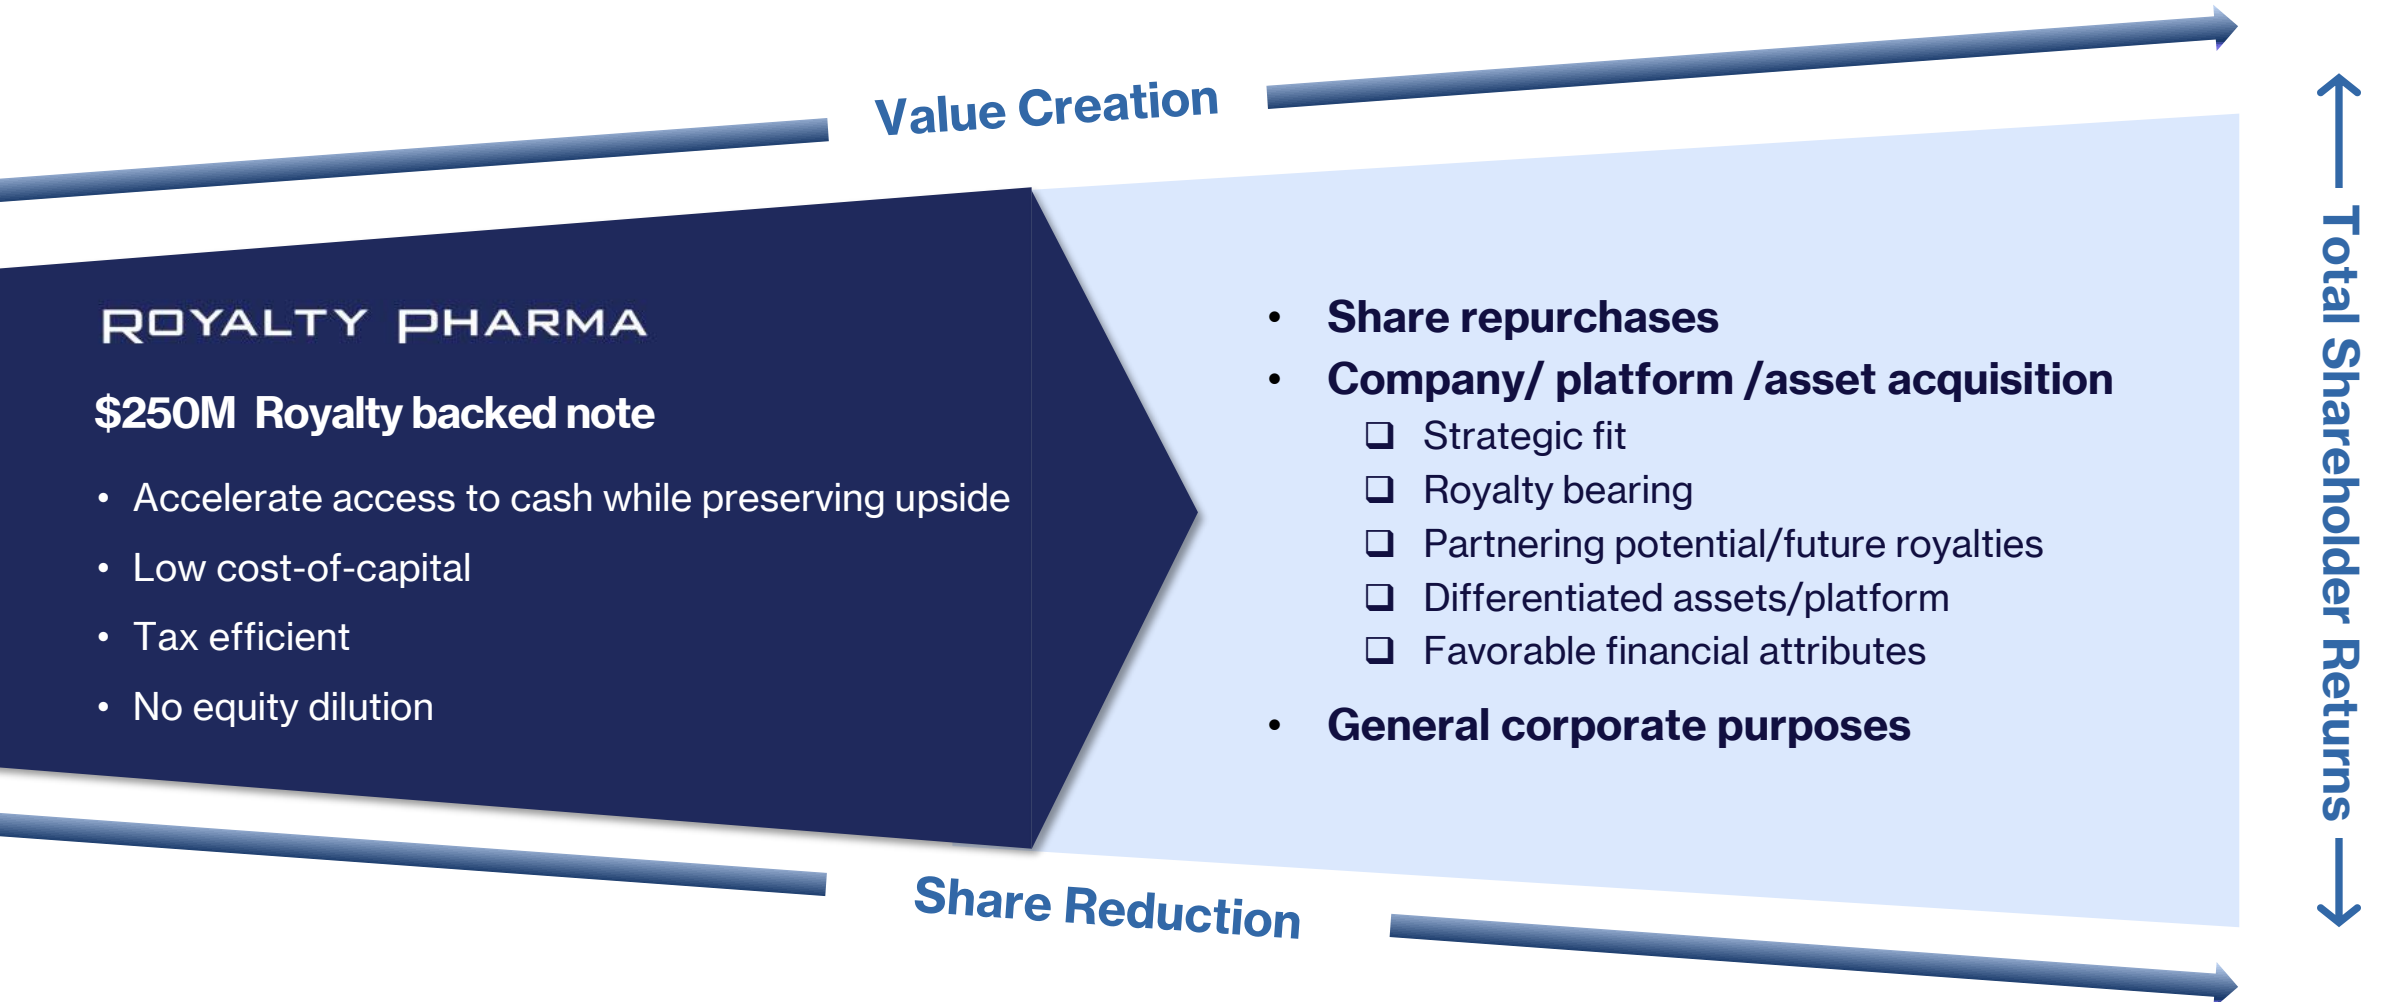 Value Creation
ROYALTY PHARMA
$250M Royalty backed note
• Accelerate access to cash while preserving upside
• Low cost-of-capital
• Tax efficient
• No equity dilution
• Share repurchases
• Company/ platform /asset acquisition
❑ Strategic fit
❑ Royalty bearing
❑ Partnering potential/future royalties
❑ Differentiated assets/platform
❑ Favorable financial attributes
• General corporate purposes
Share Reduction
Total Shareholder Returns